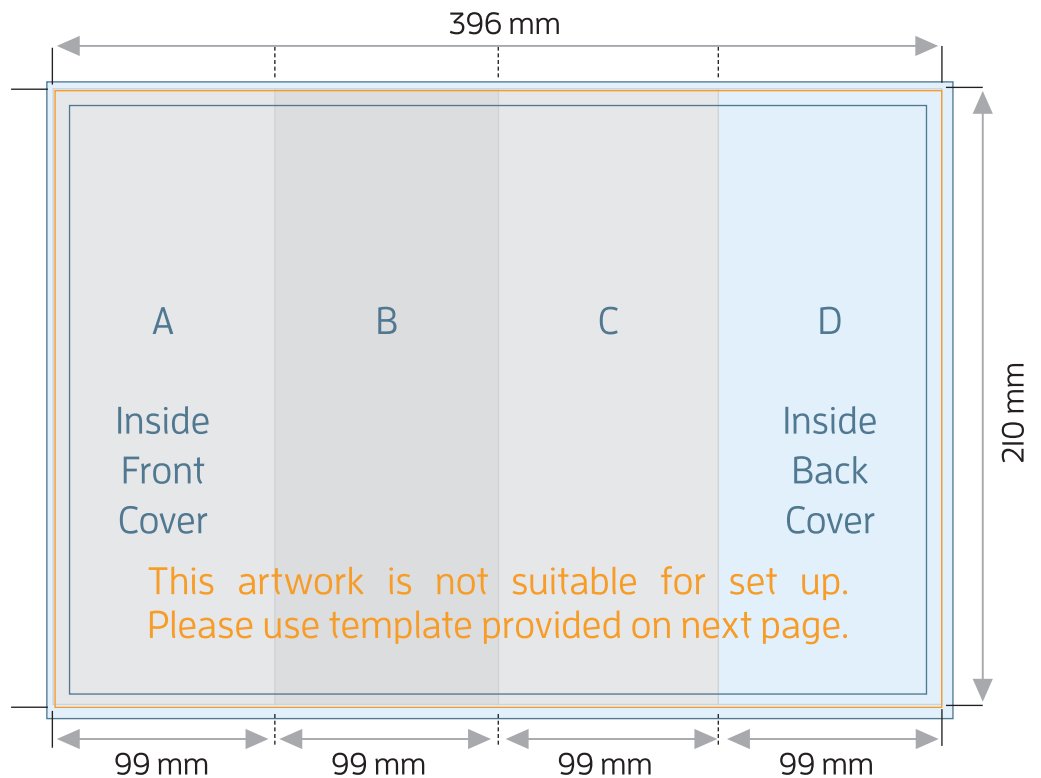 396 mm
A B C D
210 mm
Inside Inside
Front Back
Cover Cover
This artwork is not suitable for set up.
Please use template provided on next page.
99 mm 99 mm 99 mm 99 mm